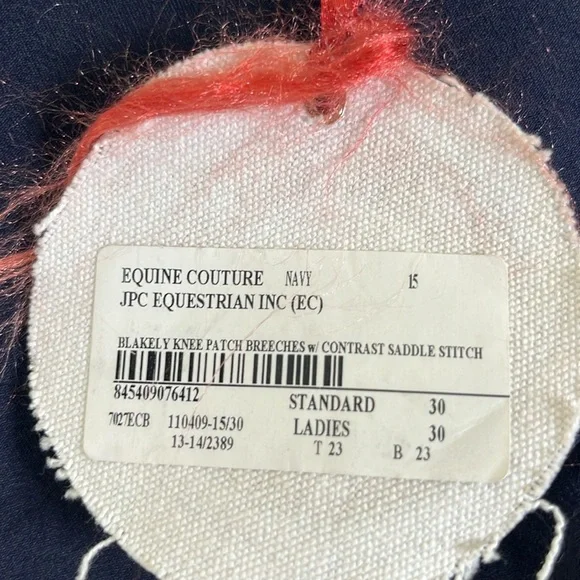 EQUINE COUTURE NAVY 15
JPC EQUESTRIAN INC (EC)
BLAKELY KNEE PATCH BREECHES w/ CONTRAST SADDLE STITCH
845409076412
STANDARD 30
7027ECB 110409-15/30 LADIES 30
13-14/2389 T 23 B 23